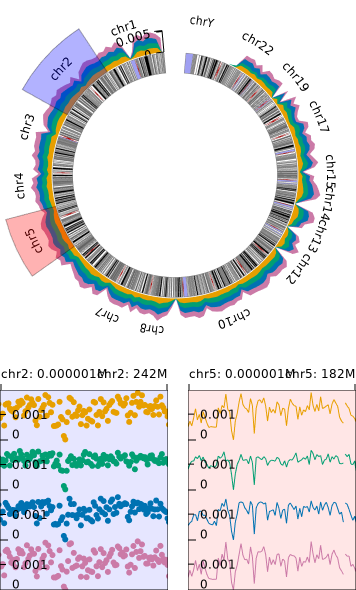 chrY
chr1
0.005
0
chr22
chr2
chr19
chr17
chr3
chr15
chr4
chr14
chr13
chr5
chr12
chr7
chr10
chr8
chr2: 0.000001M
chr2: 242M
chr5: 0.000001M
chr5: 182M
0.001
0.001
0
0
0.001
0.001
0
0
0.001
0.001
0
0
0.001
0.001
0
0